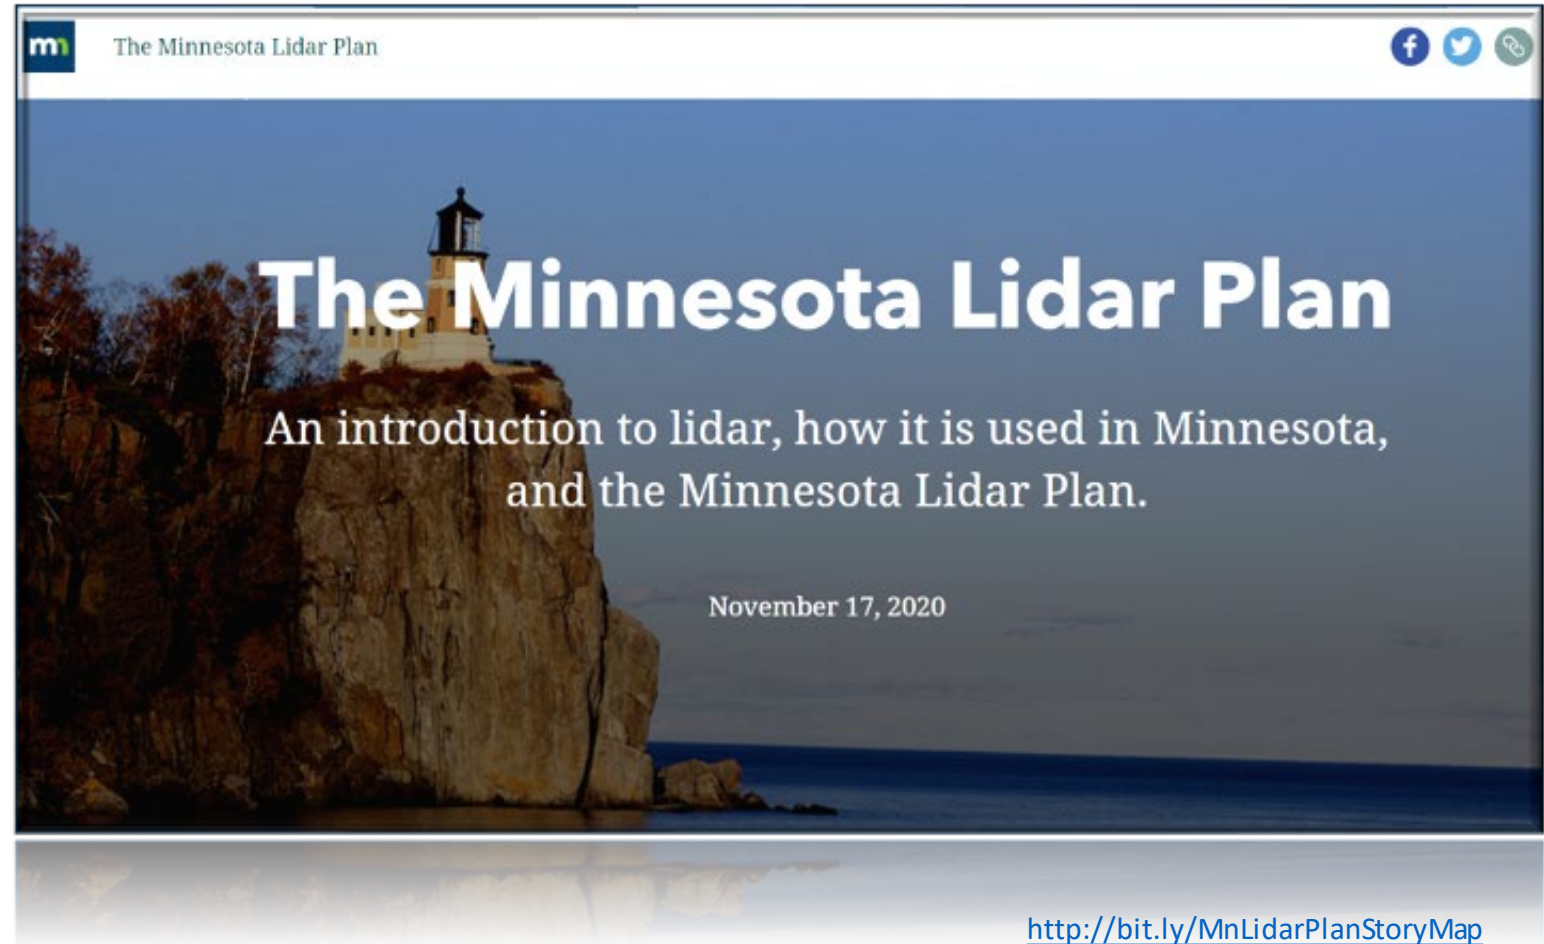 mn
The Minnesota Lidar Plan
The Minnesota Lidar Plan
An introduction to lidar, how it is used in Minnesota,
and the Minnesota Lidar Plan.
November 17, 2020
http://bit.ly/MnLidarPlanStoryMap